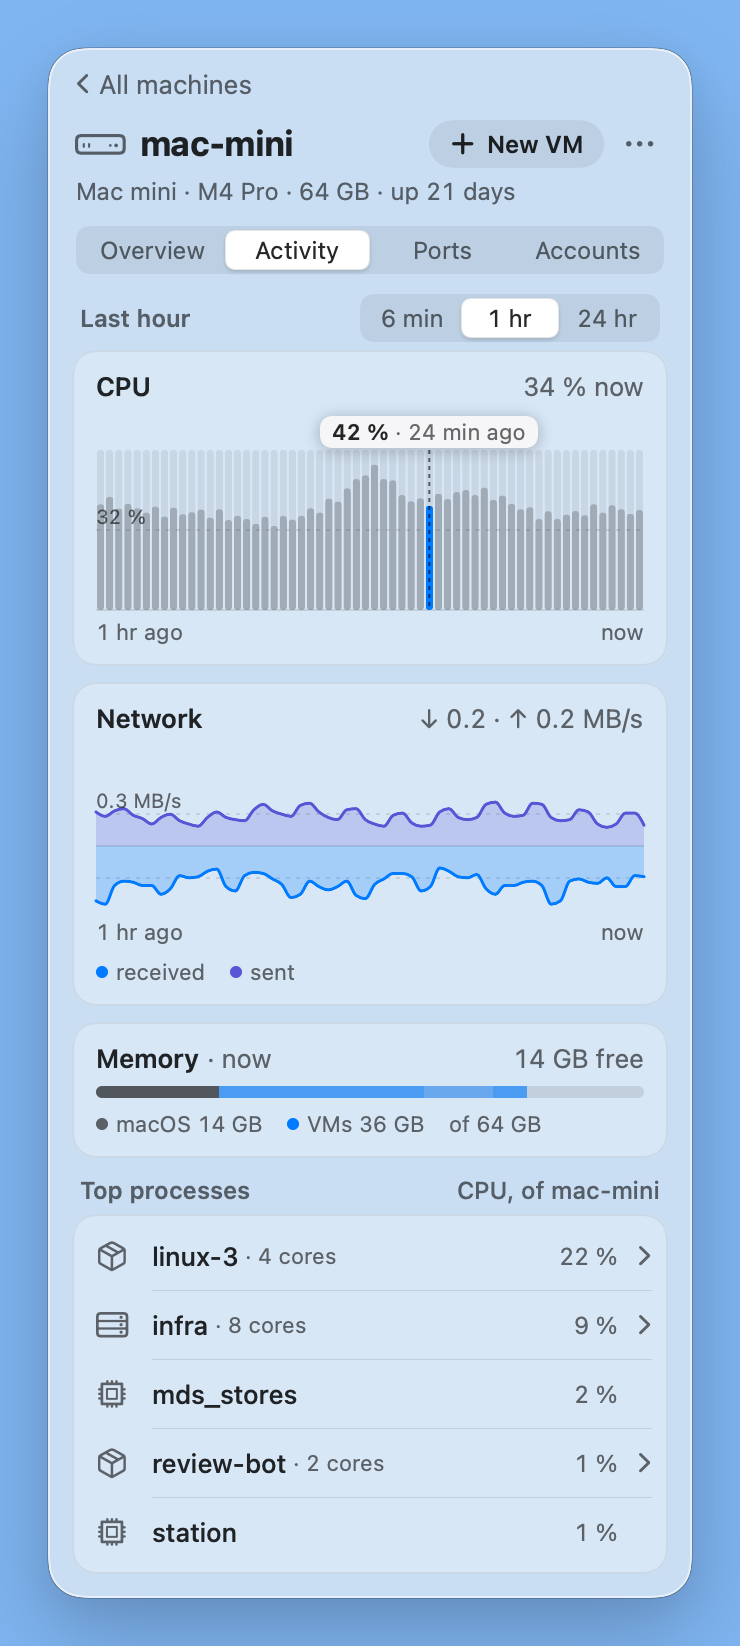 All machines
mac-mini
New VM
Mac mini · M4 Pro · 64 GB · up 21 days
Overview Activity Ports Accounts
Last hour 6 min 1 hr 24 hr
CPU 34 % now
42 % · 24 min ago
32 %
1 hr ago now
Network ↓ 0.2 · ↑ 0.2 MB/s
0.3 MB/s
1 hr ago now
received sent
Memory · now 14 GB free
macOS 14 GB VMs 36 GB of 64 GB
Top processes CPU, of mac-mini
linux-3 · 4 cores 22 %
infra · 8 cores 9 %
mds_stores 2 %
review-bot · 2 cores 1 %
station 1 %